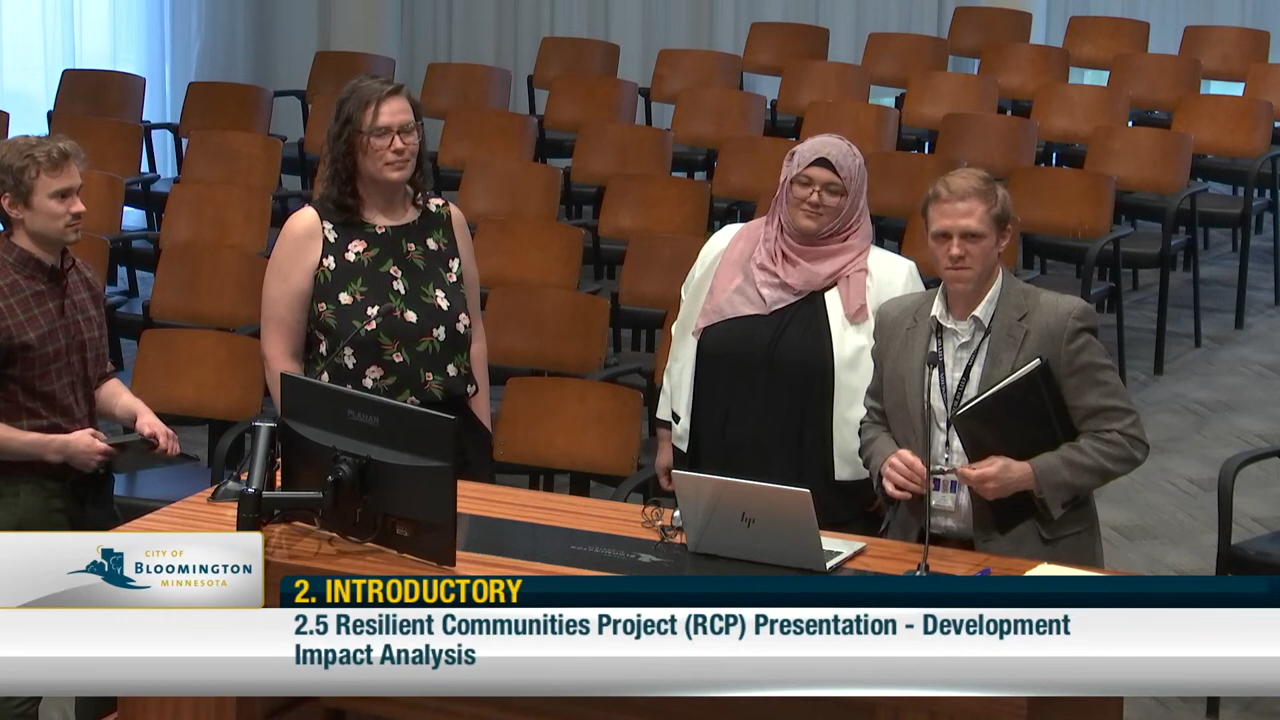 PLANAR
hp
CITY OF
BLOOMINGTON
MINNESOTA
2. INTRODUCTORY
2.5 Resilient Communities Project (RCP) Presentation - Development
Impact Analysis